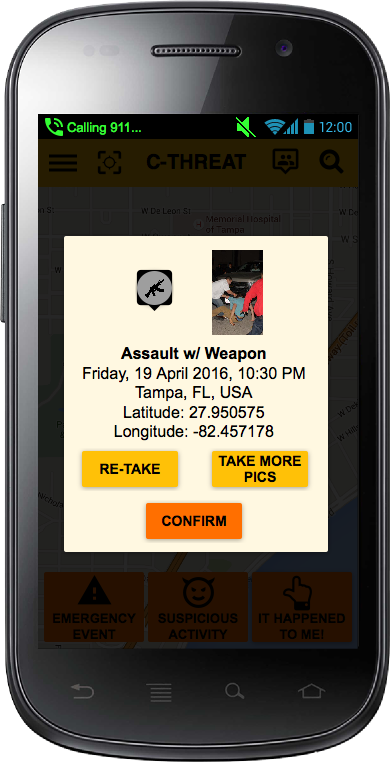 Calling 911...
12:00
C-THREAT
W De Leon St
W De
Memorial Hospital
of Tampa
Assault w/ Weapon
Friday, 19 April 2016, 10:30 PM
Tampa, FL, USA
Latitude: 27.950575
Longitude: -82.457178
RE-TAKE
TAKE MORE
PICS
CONFIRM
EMERGENCY
EVENT
SUSPICIOUS
ACTIVITY
IT HAPPENED
TO ME!